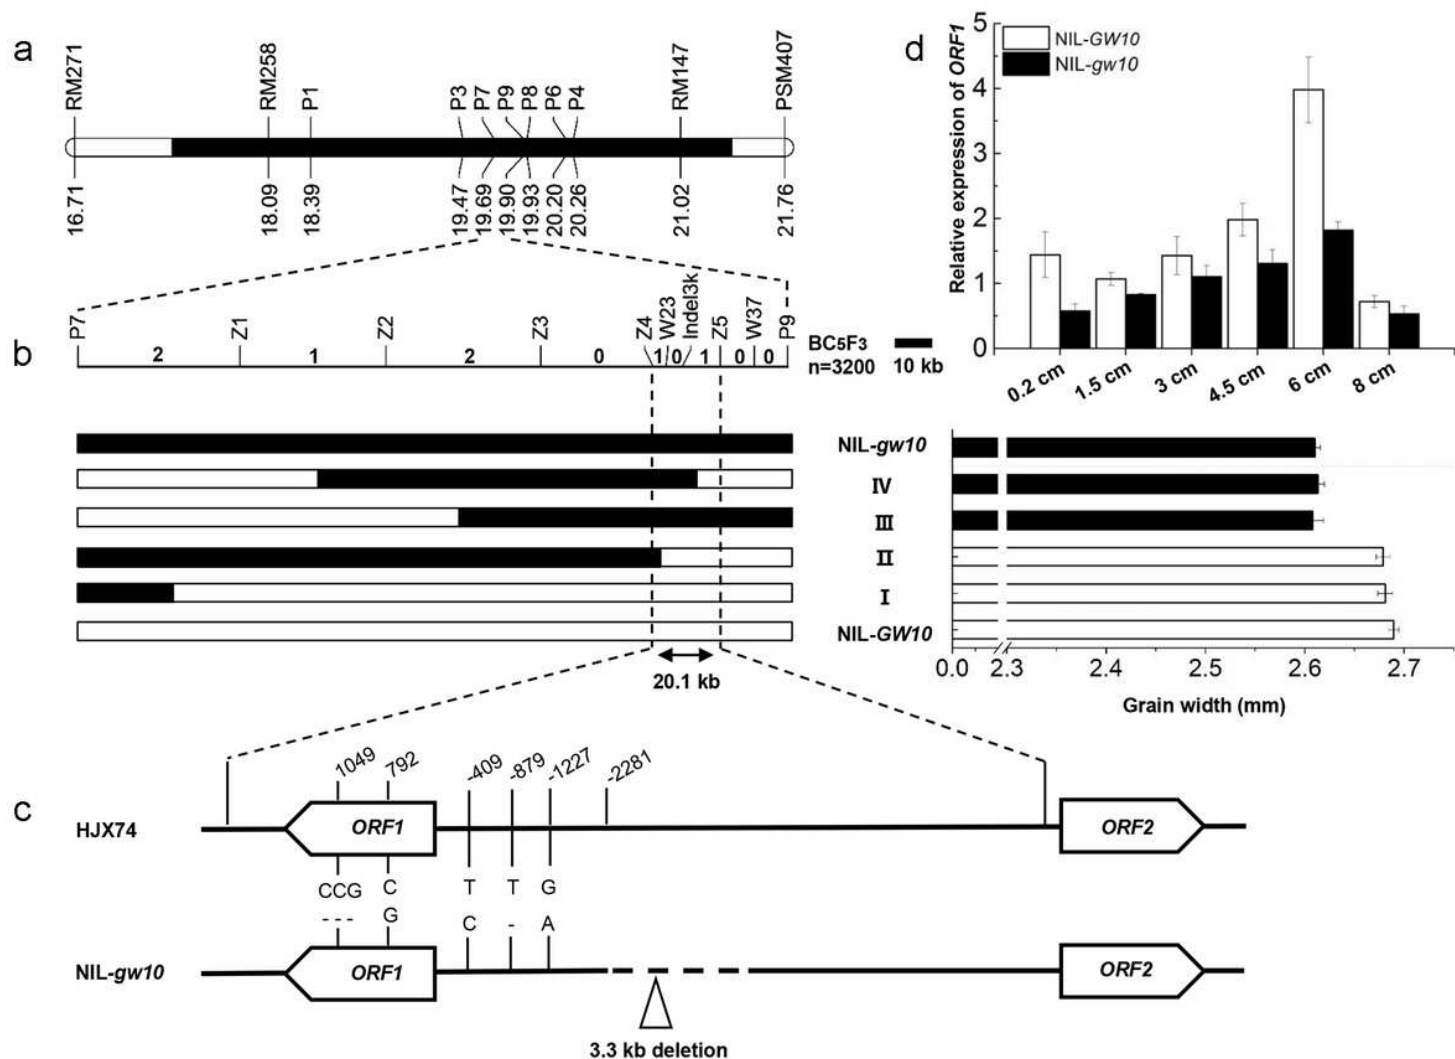 a
RM271 RM258 P1 P3 P7 P9 P8 P6 P4 RM147 PSM407
16.71 18.09 18.39 19.47 19.69 19.90 19.93 20.20 20.26 21.02 21.76
b
P7 Z1 Z2 Z3 Z4 W23 Indel3k Z5 W37 P9
2 1 2 0 1 0 1 0 0
BC5F3
n=3200
10 kb
20.1 kb
NIL-gw10
IV
III
II
I
NIL-GW10
0.0 2.3 2.4 2.5 2.6 2.7
Grain width (mm)
c
1049 792 -409 -879 -1227 -2281
HJX74
ORF1
ORF2
CCG C T T G
--- G C - A
NIL-gw10
ORF1
ORF2
3.3 kb deletion
d
Relative expression of ORF1
5
4
3
2
1
0
NIL-GW10
NIL-gw10
0.2 cm 1.5 cm 3 cm 4.5 cm 6 cm 8 cm